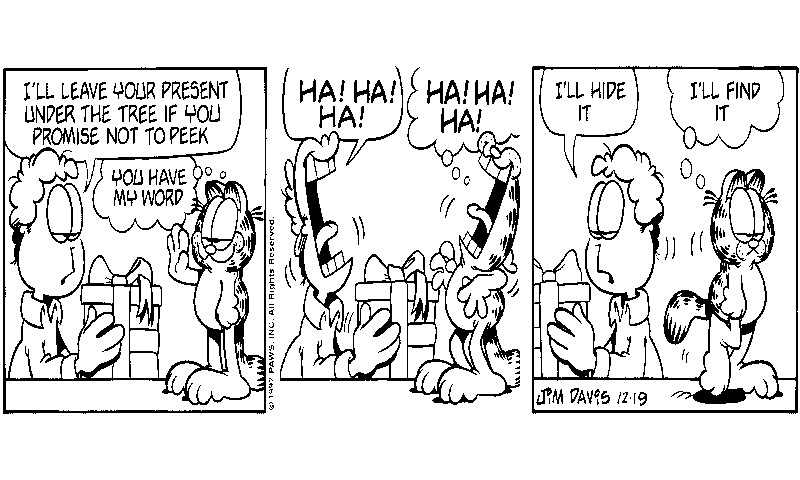 I'LL LEAVE YOUR PRESENT
UNDER THE TREE IF YOU
PROMISE NOT TO PEEK
YOU HAVE
MY WORD
© 1997 PAWS, INC. All Rights Reserved.
HA! HA!
HA!
HA! HA!
HA!
I'LL HIDE
IT
I'LL FIND
IT
JIM DAVIS 12·19